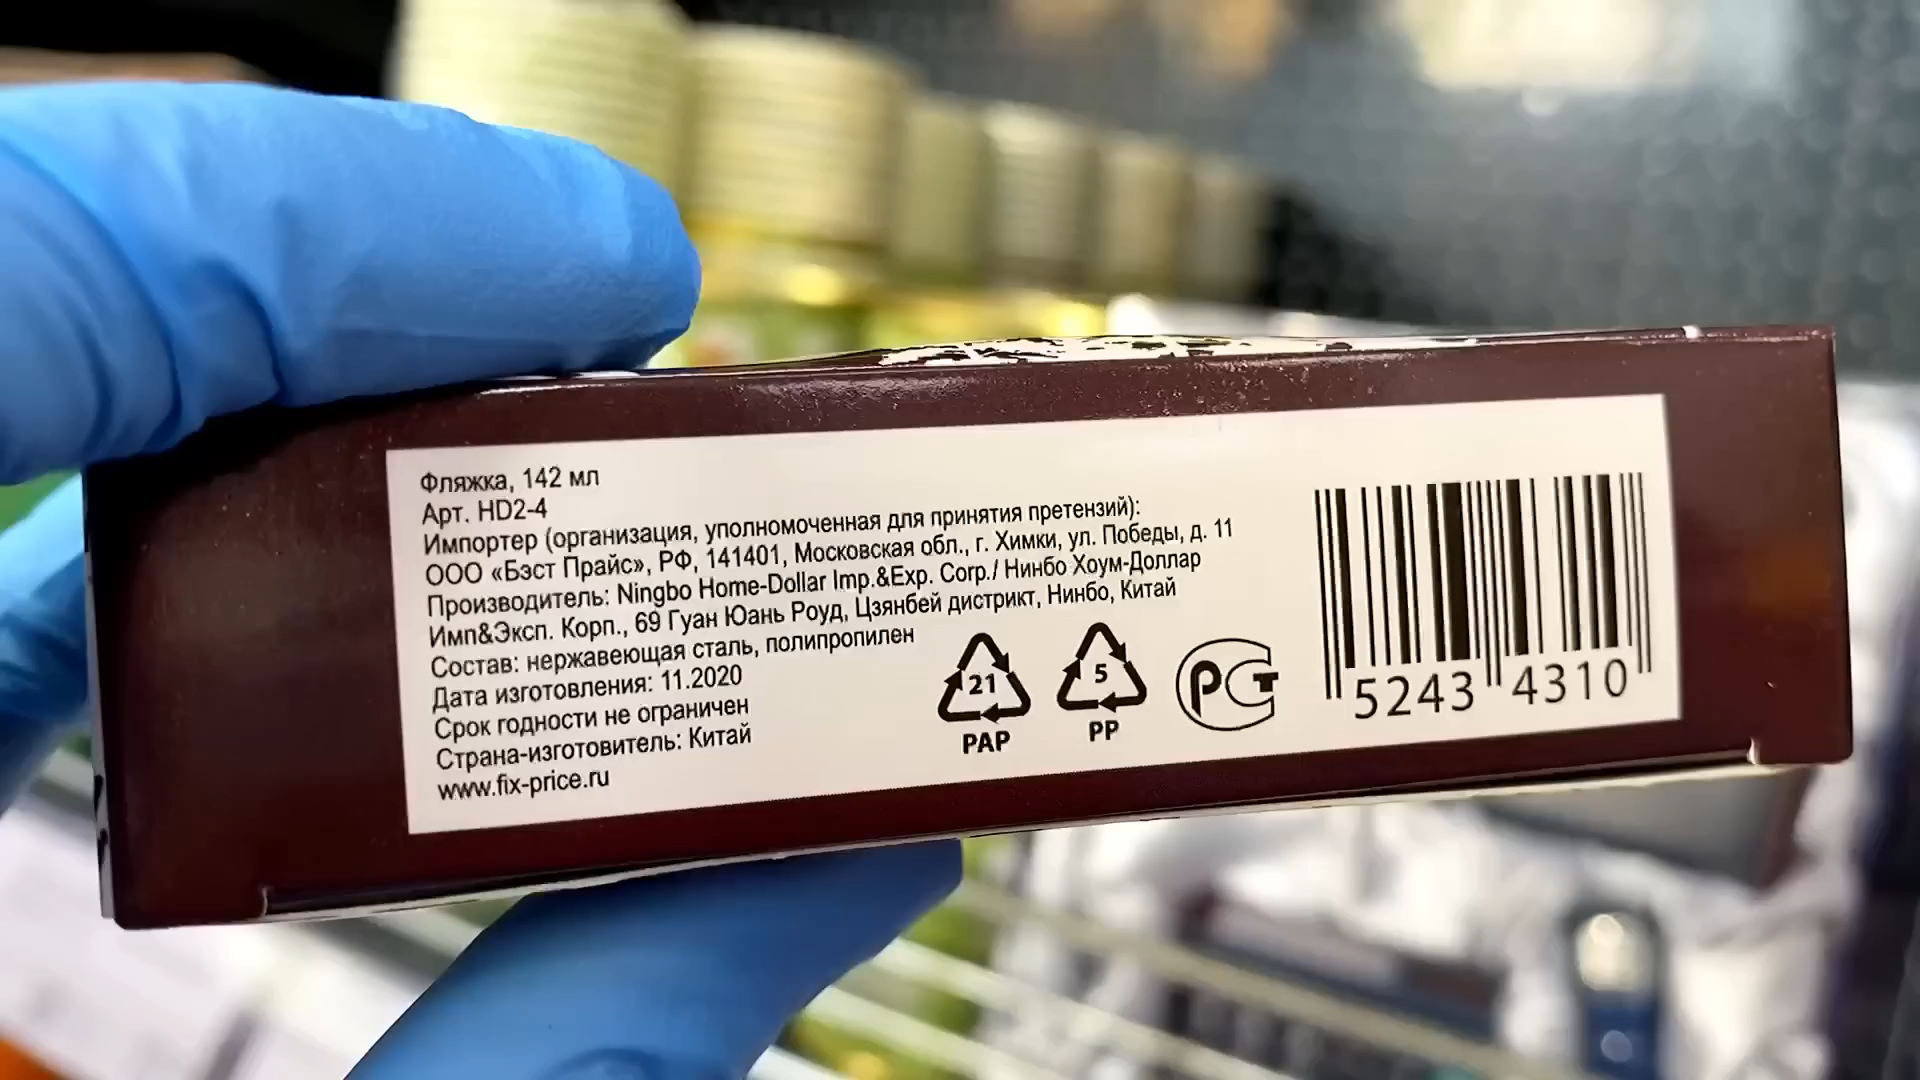 Фляжка, 142 мл
Арт. HD2-4
Импортер (организация, уполномоченная для принятия претензий):
ООО «Бэст Прайс», РФ, 141401, Московская обл., г. Химки, ул. Победы, д. 11
Производитель: Ningbo Home-Dollar Imp.&Exp. Corp./ Нинбо Хоум-Доллар
Имп&Эксп. Корп., 69 Гуан Юань Роуд, Цзянбей дистрикт, Нинбо, Китай
Состав: нержавеющая сталь, полипропилен
Дата изготовления: 11.2020
Срок годности не ограничен
Страна-изготовитель: Китай
www.fix-price.ru
21
PAP
5
PP
РСТ
5243 4310